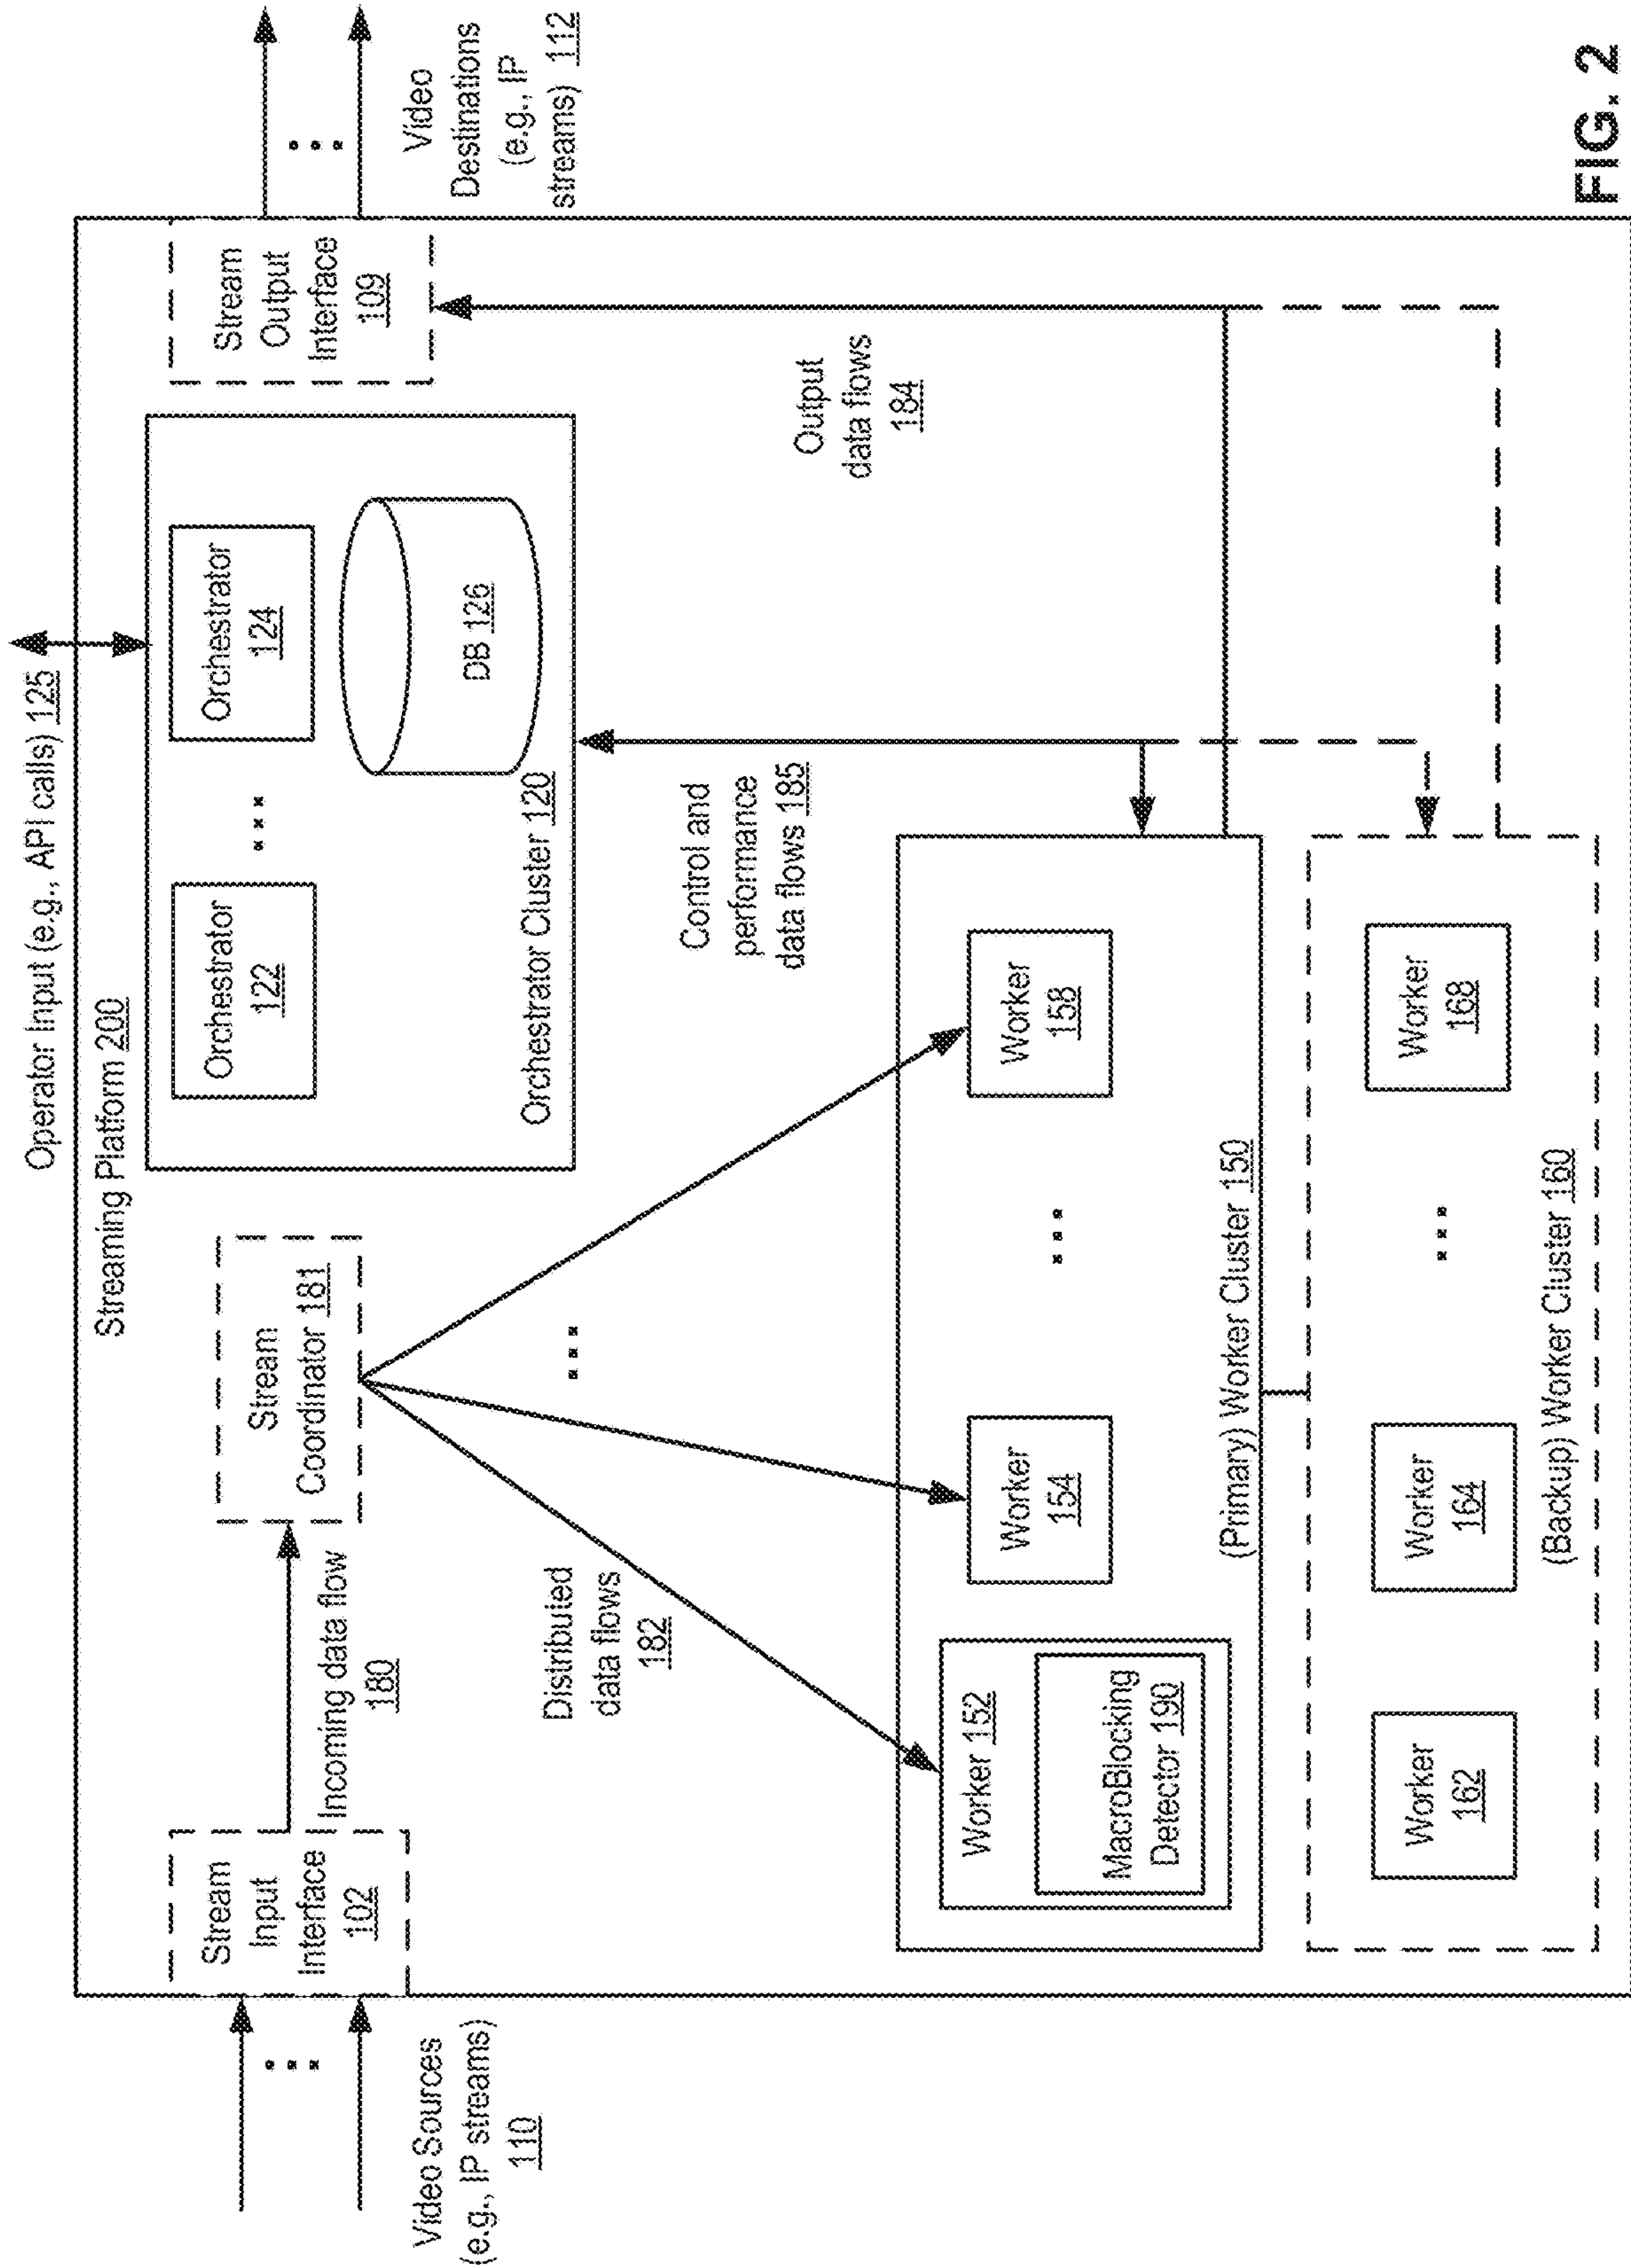 Operator Input (e.g., API calls) 125
Streaming Platform 200
Video Sources
(e.g., IP streams)
110
Stream
Input
Interface 102
Incoming data flow
180
Stream
Coordinator 181
Orchestrator
122
...
Orchestrator
124
DB 126
Orchestrator Cluster 120
Stream
Output
Interface
109
Video
Destinations
(e.g., IP
streams) 112
Distributed
data flows
182
...
Control and
performance
data flows 185
Output
data flows
184
Worker 152
MacroBlocking
Detector 190
Worker
154
...
Worker
158
(Primary) Worker Cluster 150
Worker
162
Worker
164
...
Worker
168
(Backup) Worker Cluster 160
FIG. 2